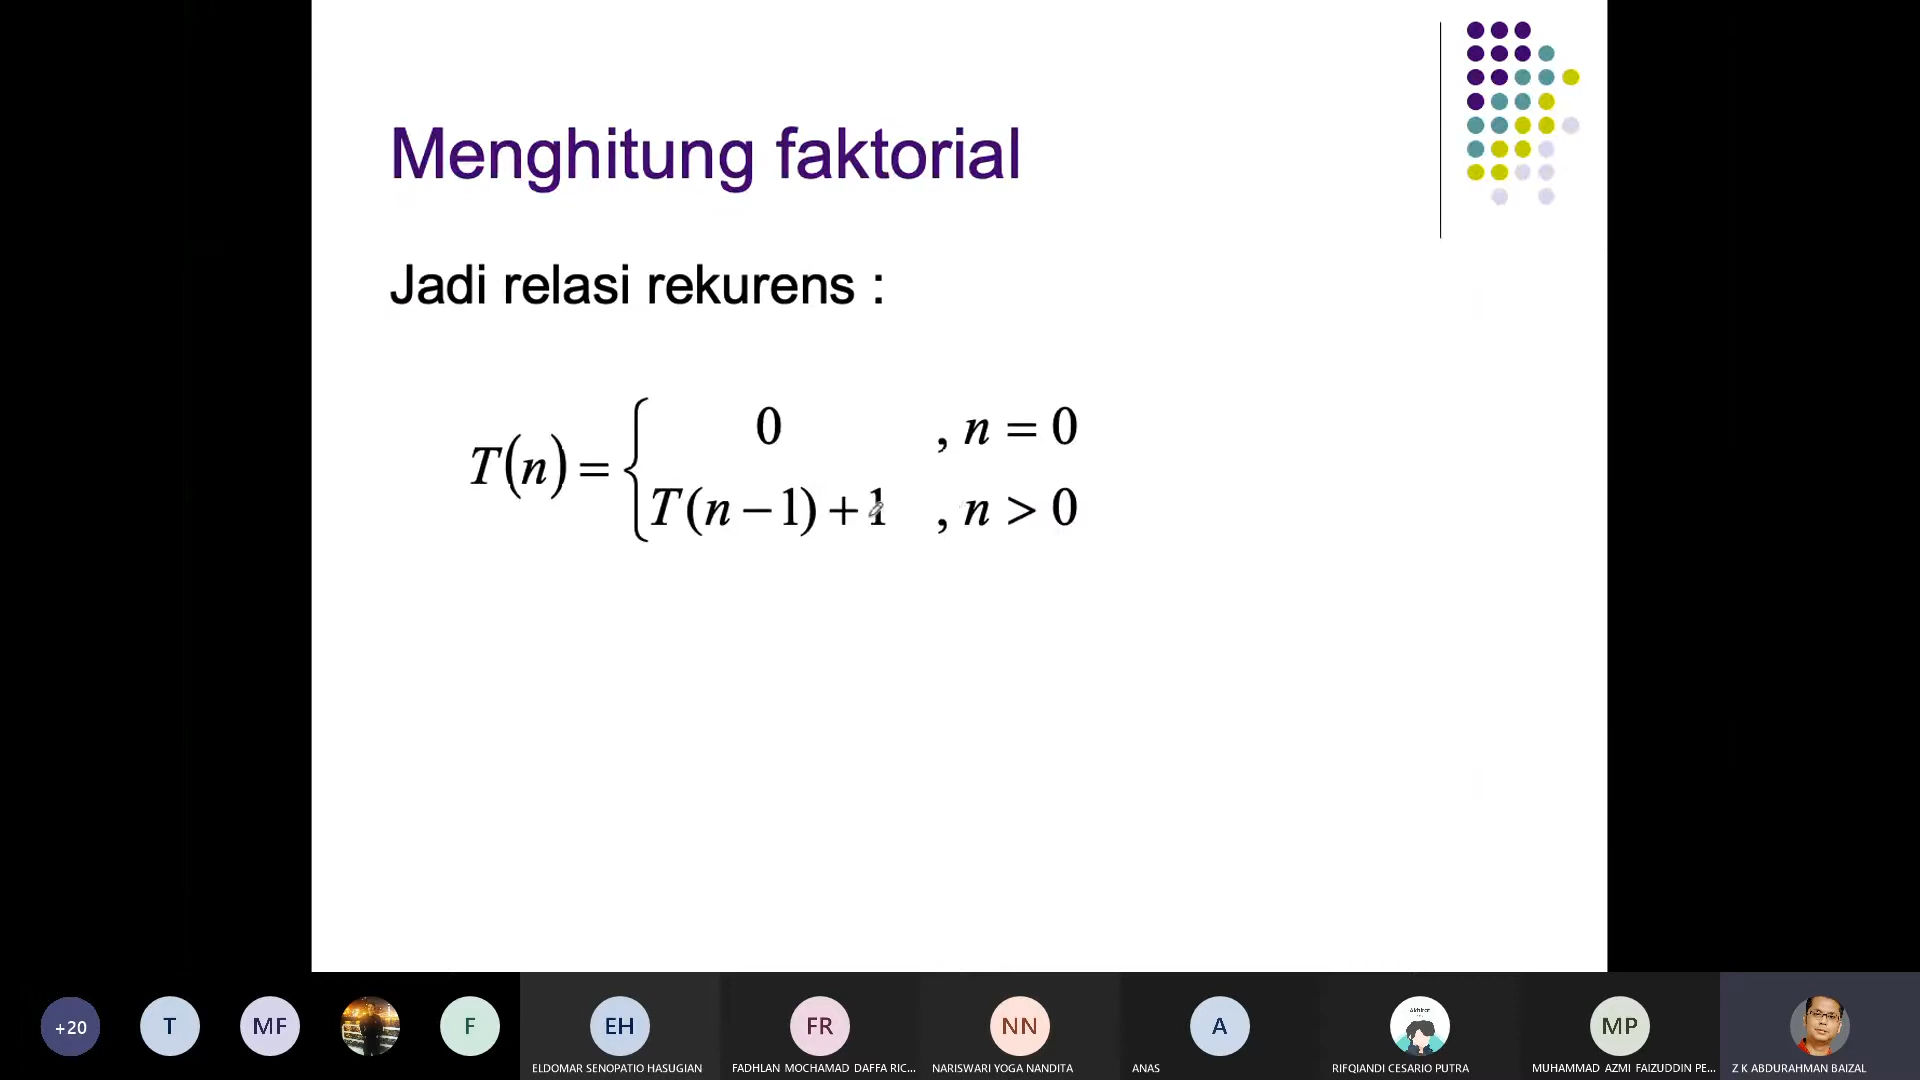 Menghitung faktorial
Jadi relasi rekurens :
T(n) = { 0 , n = 0
T(n − 1) + 1 , n > 0
+20
T
MF
F
EH
FR
NN
A
MP
ELDOMAR SENOPATIO HASUGIAN
FADHLAN MOCHAMAD DAFFA RIC...
NARISWARI YOGA NANDITA
ANAS
RIFQIANDI CESARIO PUTRA
MUHAMMAD AZMI FAIZUDDIN PE...
Z K ABDURAHMAN BAIZAL